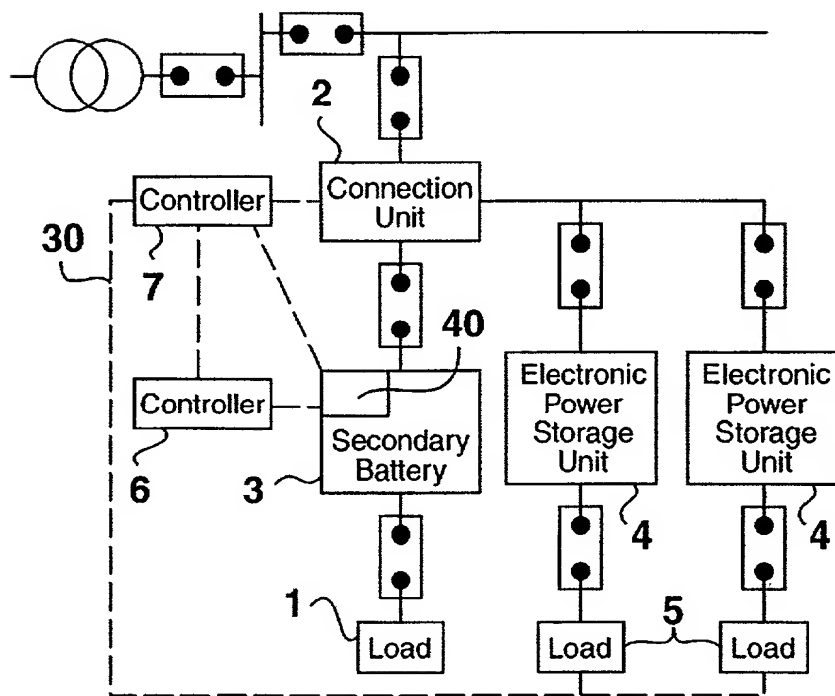 2
Connection
Unit
Controller
30
7
40
Controller
6
Secondary
Battery
3
Electronic
Power
Storage
Unit
4
Electronic
Power
Storage
Unit
4
1
Load
Load
5
Load